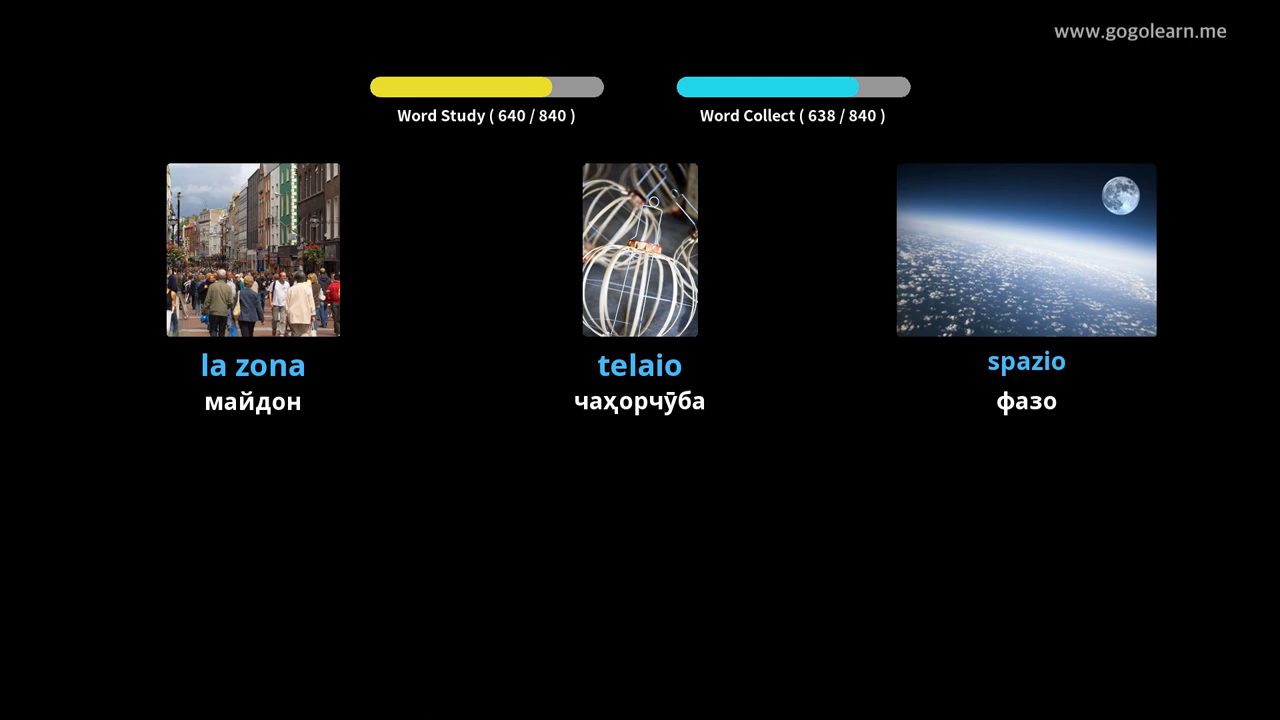 www.gogolearn.me
Word Study ( 640 / 840 )
Word Collect ( 638 / 840 )
la zona
майдон
telaio
чаҳорчӯба
spazio
фазо